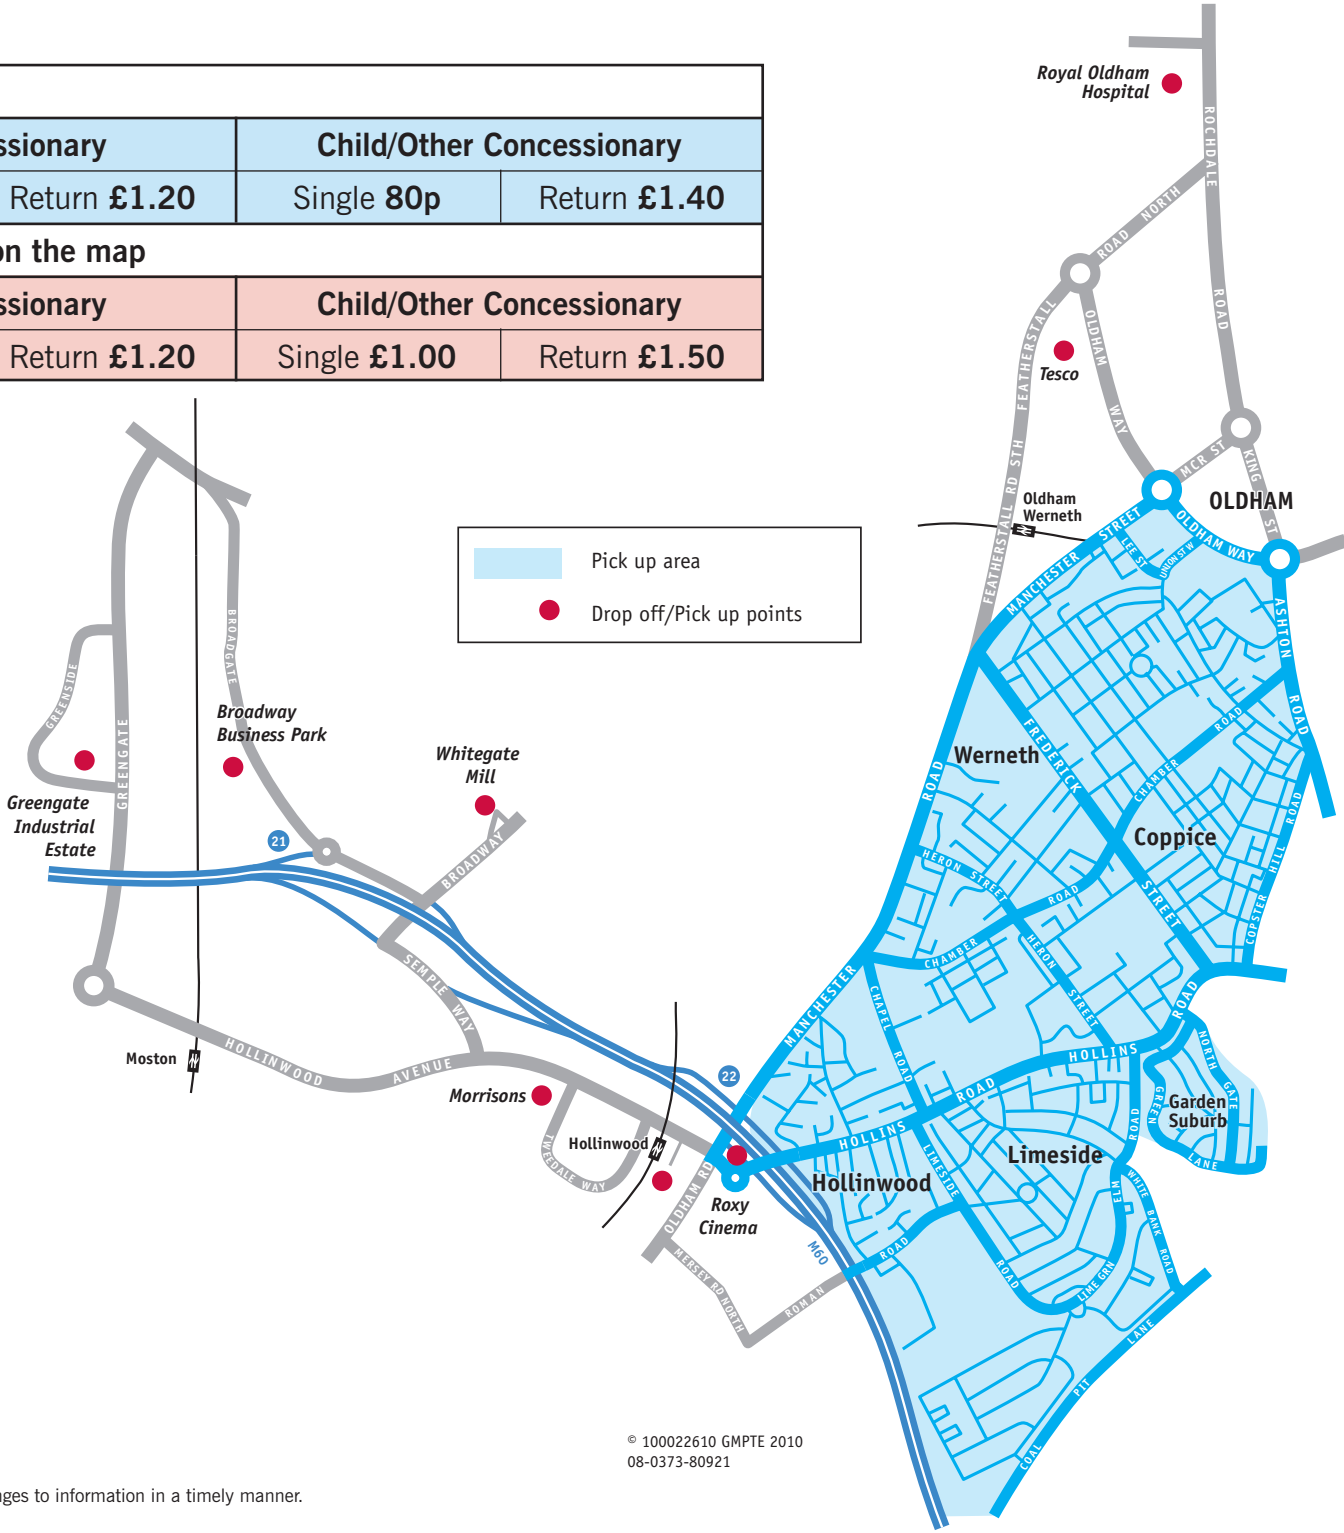 ssionary
Child/Other Concessionary
Return £1.20
Single 80p
Return £1.40
on the map
ssionary
Child/Other Concessionary
Return £1.20
Single £1.00
Return £1.50
Royal Oldham
Hospital
ROCHDALE
ROAD
FEATHERSTALL
ROAD NORTH
OLDHAM
WAY
Tesco
FEATHERSTALL RD STH
MCR ST
KING ST
OLDHAM
Oldham
Werneth
MANCHESTER STREET
OLDHAM WAY
LEE ST
UNION ST W
ASHTON
ROAD
Pick up area
Drop off/Pick up points
BROADGATE
GREENSIDE
GREENGATE
Broadway
Business Park
Whitegate
Mill
Greengate
Industrial
Estate
21
BROADWAY
SEMPLE WAY
Werneth
FREDERICK
STREET
CHAMBER
ROAD
Coppice
COPSTER
HILL
ROAD
HERON STREET
CHAMBER
ROAD
HERON
STREET
MANCHESTER
ROAD
CHAPEL
ROAD
Moston
HOLLINWOOD
AVENUE
Morrisons
TWEEDALE WAY
Hollinwood
22
HOLLINS
ROAD
HOLLINS
ROAD
NORTH
GATE
GREEN
LANE
Garden
Suburb
Limeside
Hollinwood
LIMESIDE
ROAD
ELM
ROAD
WHITE
BANK
ROAD
LIME GRN
OLDHAM RD
Roxy
Cinema
M60
MERSEY RD NORTH
ROMAN
ROAD
COAL
PIT
LANE
© 100022610 GMPTE 2010
08-0373-80921
nges to information in a timely manner.